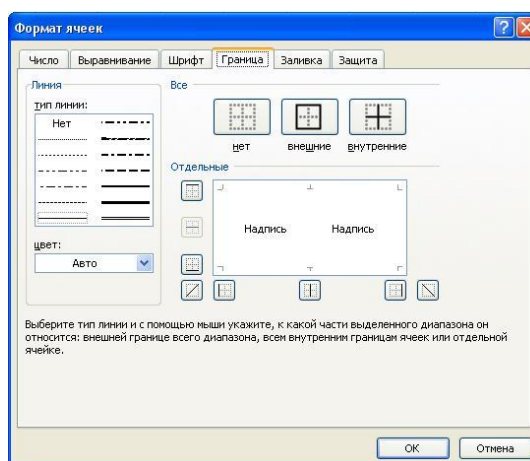 Формат ячеек
Число Выравнивание Шрифт Граница Заливка Защита
Линия
тип линии:
Нет
цвет:
Авто
Все
нет внешние внутренние
Отдельные
Надпись Надпись
Выберите тип линии и с помощью мыши укажите, к какой части выделенного диапазона он
относится: внешней границе всего диапазона, всем внутренним границам ячеек или отдельной
ячейке.
ОК Отмена